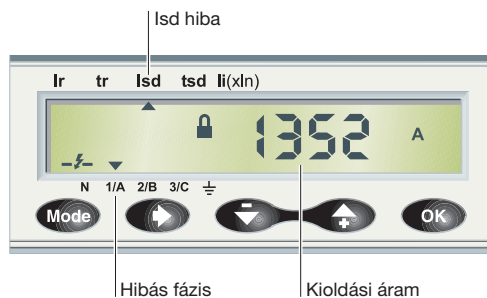 Isd hiba
Ir tr Isd tsd Ii(xIn)
1352 A
N 1/A 2/B 3/C
Mode OK
Hibás fázis Kioldási áram